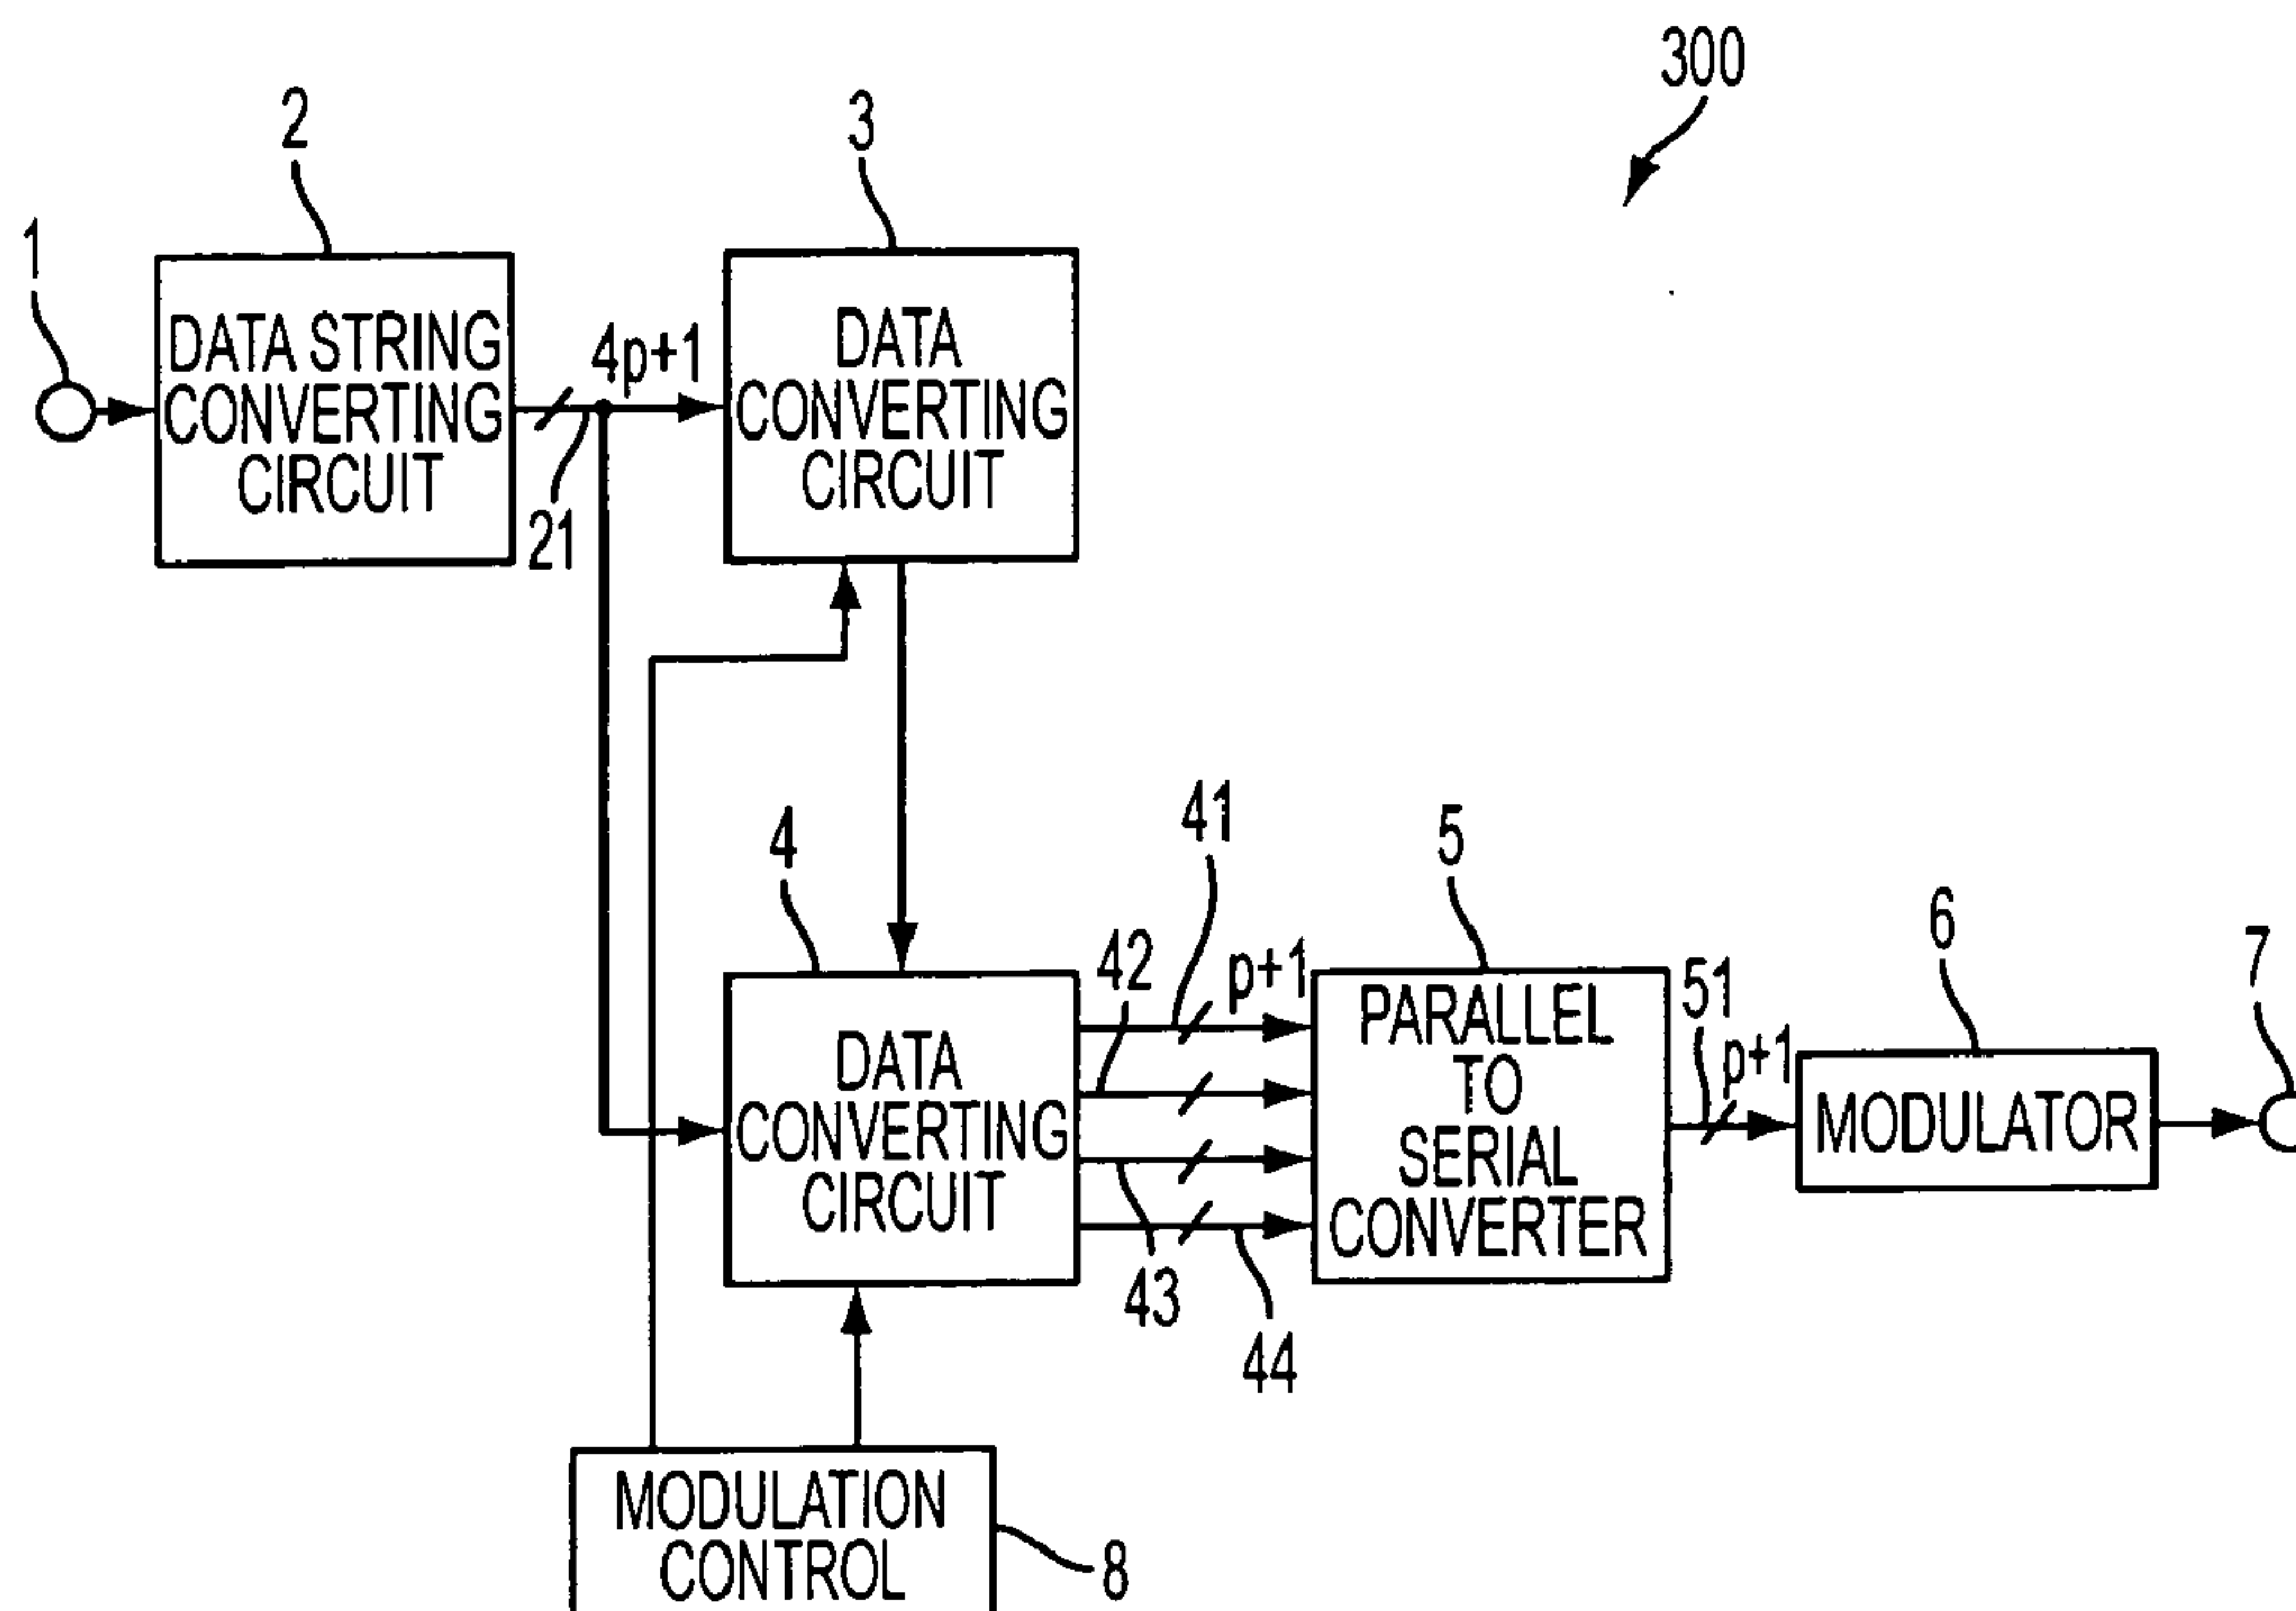 300
2
3
1
DATA STRING
CONVERTING
CIRCUIT
4p+1
DATA
CONVERTING
CIRCUIT
21
4
41
5
42
p+1
6
7
DATA
CONVERTING
CIRCUIT
PARALLEL
TO
SERIAL
CONVERTER
51
p+1
MODULATOR
43
44
MODULATION
CONTROL
8